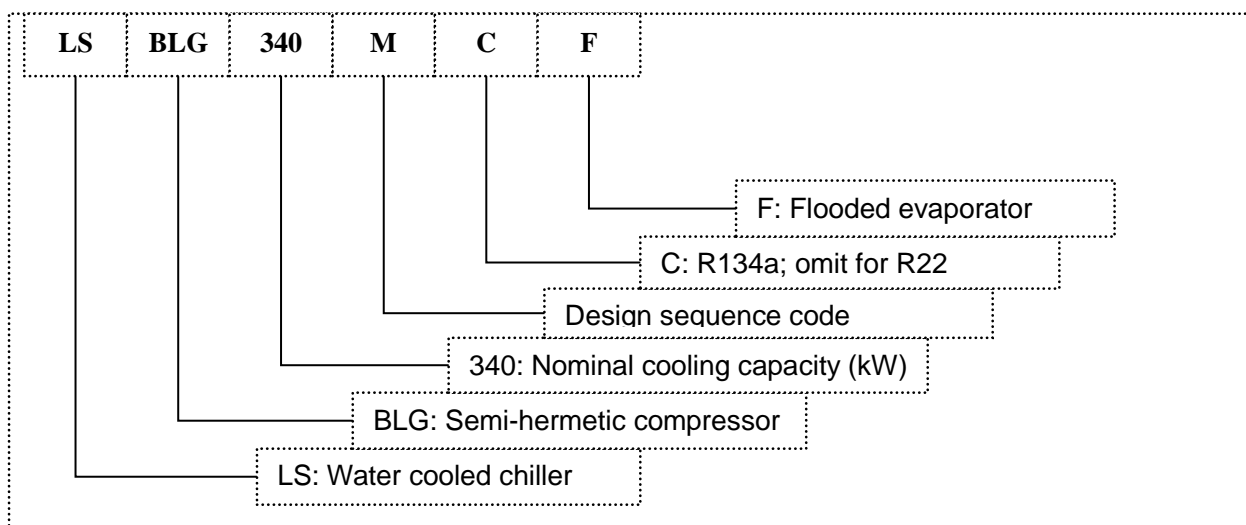 LS BLG 340 M C F
F: Flooded evaporator
C: R134a; omit for R22
Design sequence code
340: Nominal cooling capacity (kW)
BLG: Semi-hermetic compressor
LS: Water cooled chiller